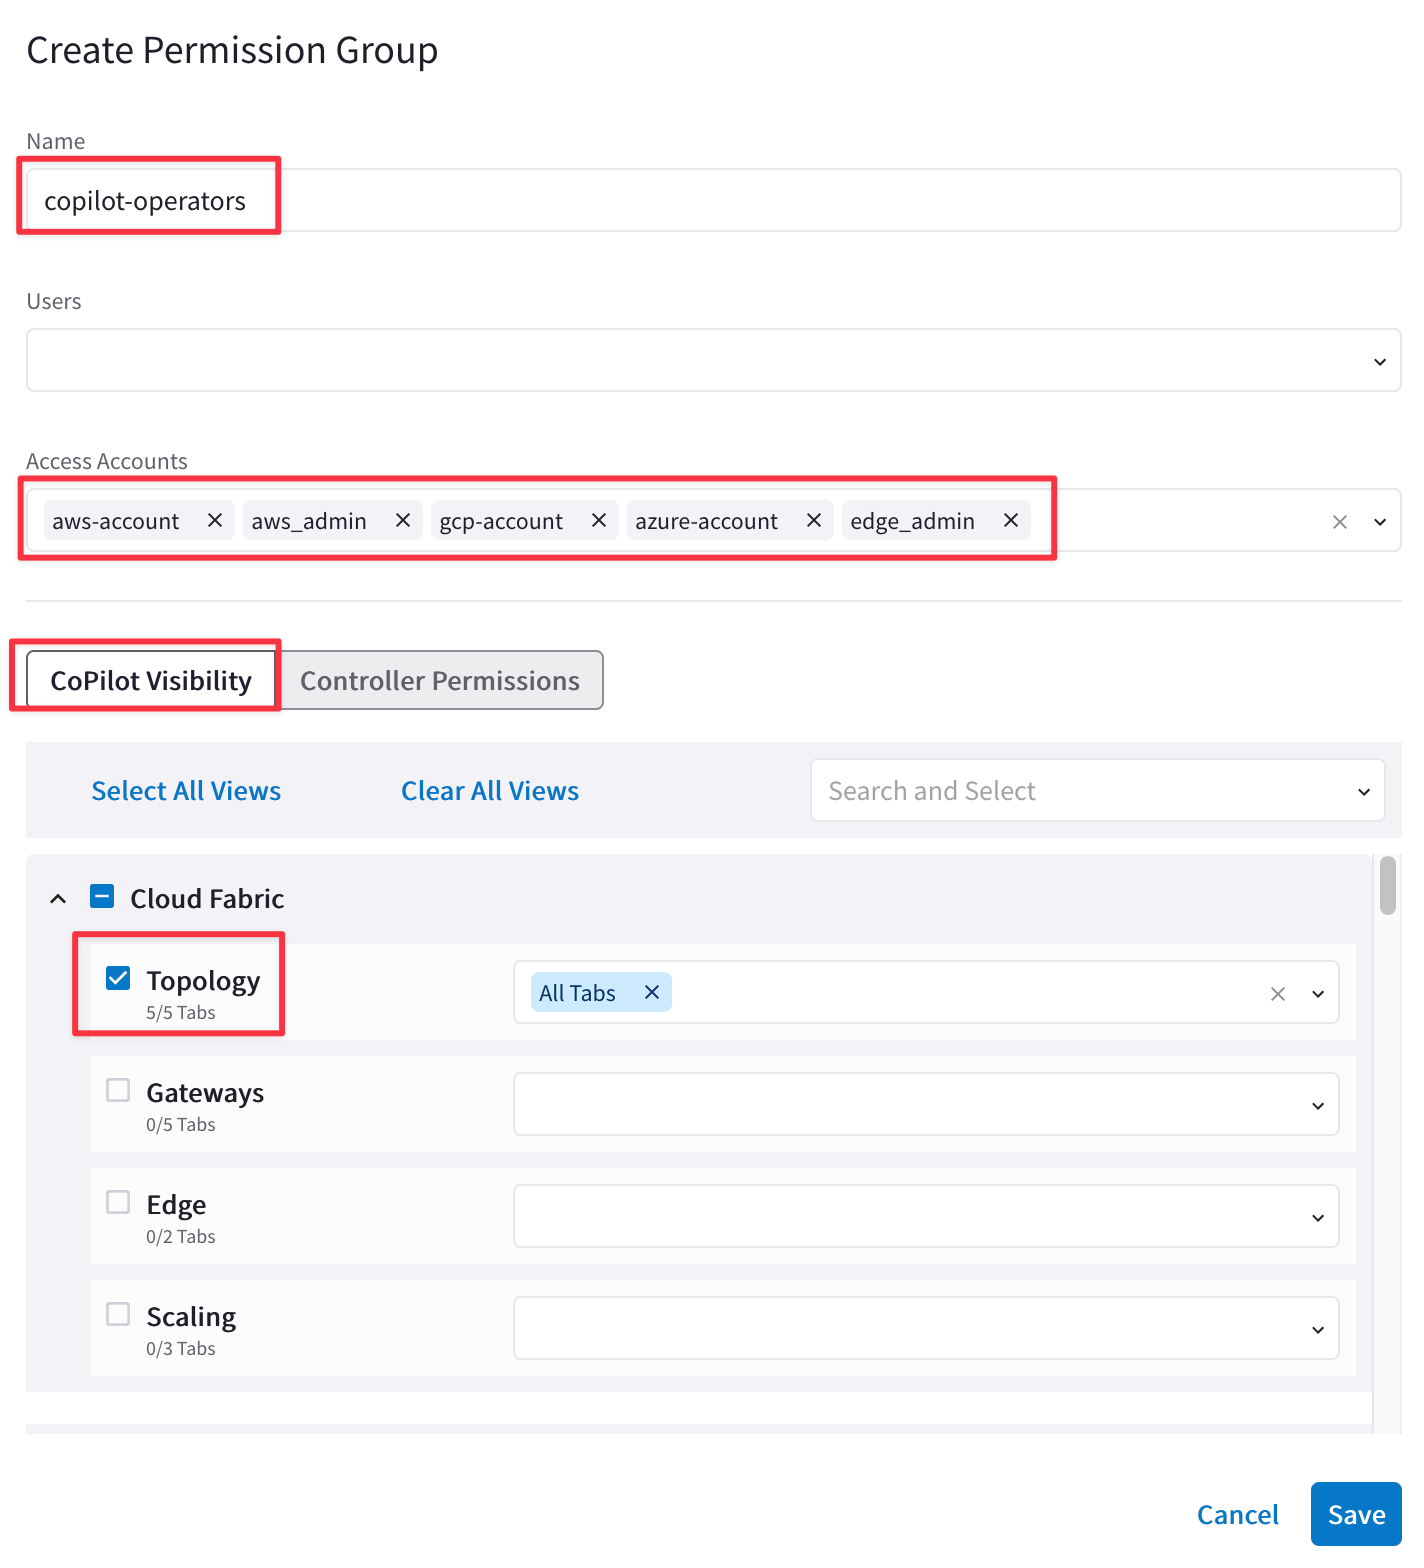 Create Permission Group
Name
copilot-operators
Users
Access Accounts
aws-account aws_admin gcp-account azure-account edge_admin
CoPilot Visibility Controller Permissions
Select All Views Clear All Views Search and Select
Cloud Fabric
Topology
5/5 Tabs
All Tabs
Gateways
0/5 Tabs
Edge
0/2 Tabs
Scaling
0/3 Tabs
Cancel Save